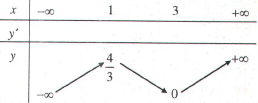 x −∞ 1 3 +∞
y'
y 4/3 +∞
−∞ 0